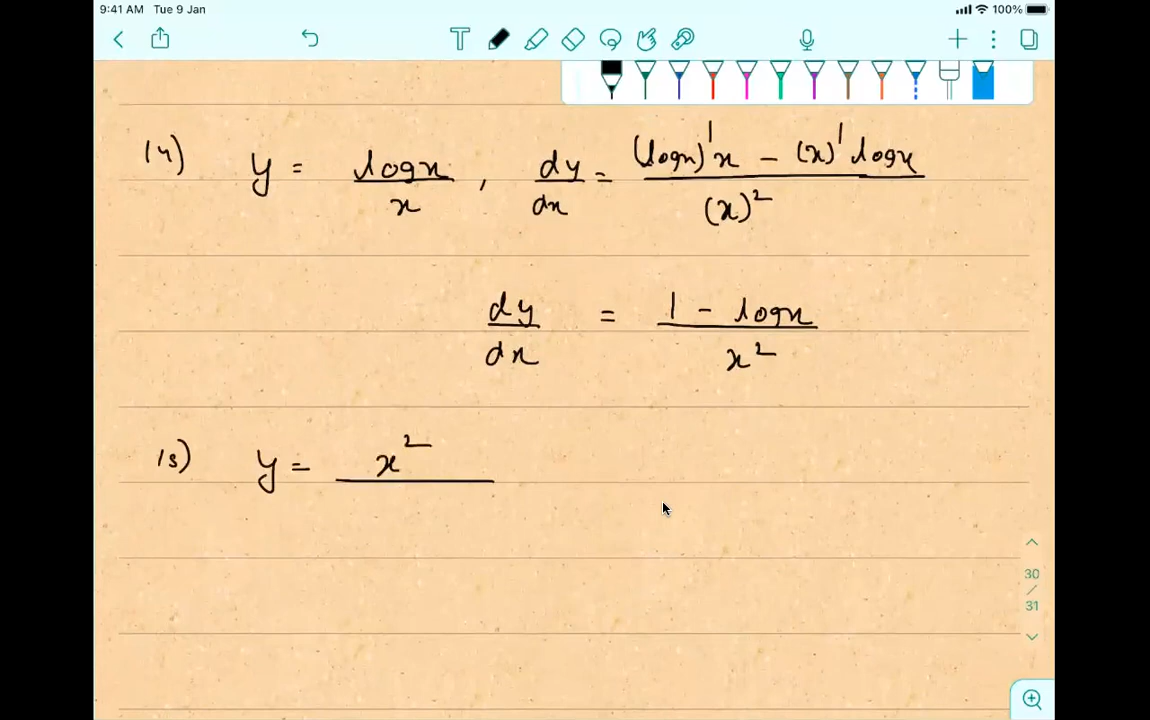 9:41 AM Tue 9 Jan 100%
T
14) y = logx/x , dy/dx = ((logx)'x - (x)'logx)/(x)²
dy/dx = (1 - logx)/x²
15) y = x²
30
/
31